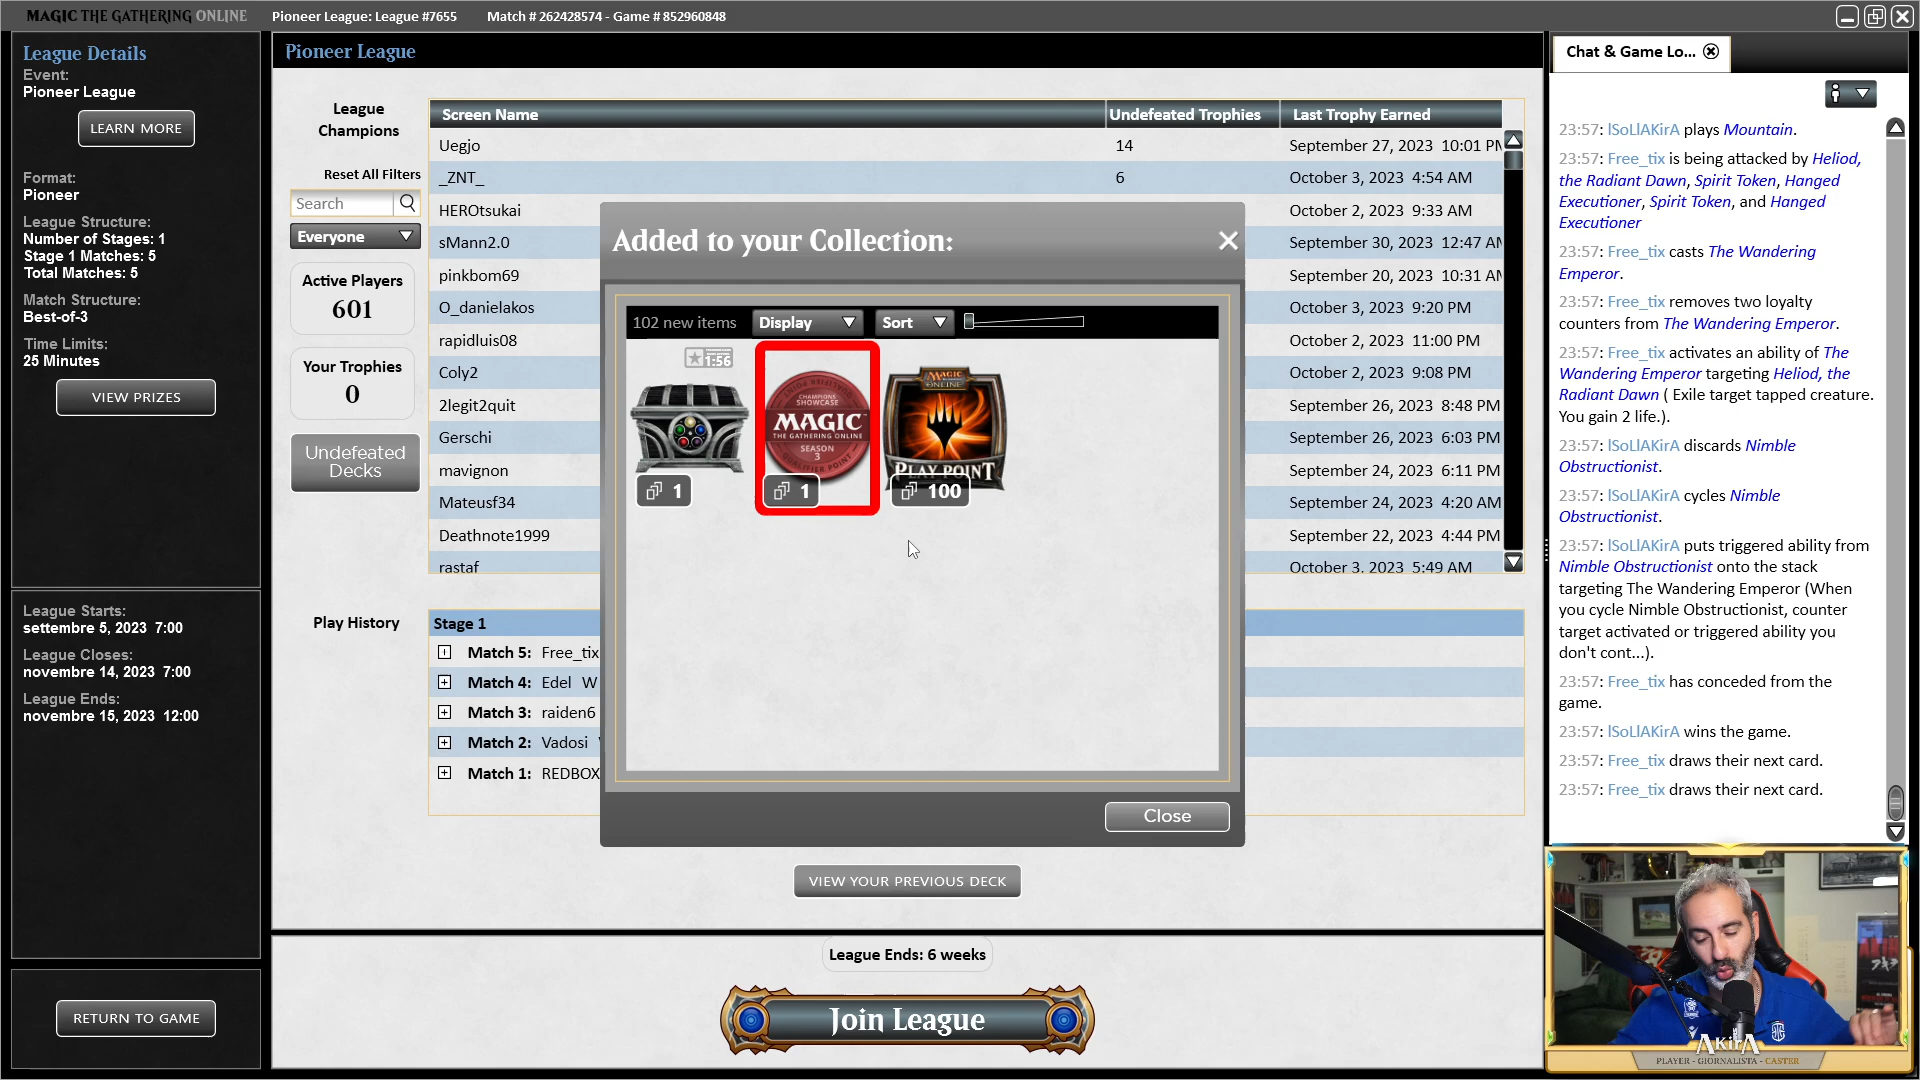 MAGIC THE GATHERING ONLINE
Pioneer League: League #7655
Match # 262428574 - Game # 852960848
League Details
Event:
Pioneer League
LEARN MORE
Format:
Pioneer
League Structure:
Number of Stages: 1
Stage 1 Matches: 5
Total Matches: 5
Match Structure:
Best-of-3
Time Limits:
25 Minutes
VIEW PRIZES
League Starts:
settembre 5, 2023 7:00
League Closes:
novembre 14, 2023 7:00
League Ends:
novembre 15, 2023 12:00
RETURN TO GAME
Pioneer League
League
Champions
Reset All Filters
Search
Everyone
Active Players
601
Your Trophies
0
Undefeated
Decks
Screen Name
Undefeated Trophies
Last Trophy Earned
Uegjo
14
September 27, 2023 10:01 PM
_ZNT_
6
October 3, 2023 4:54 AM
HEROtsukai
October 2, 2023 9:33 AM
sMann2.0
September 30, 2023 12:47 AM
pinkbom69
September 20, 2023 10:31 AM
O_danielakos
October 3, 2023 9:20 PM
rapidluis08
October 2, 2023 11:00 PM
Coly2
October 2, 2023 9:08 PM
2legit2quit
September 26, 2023 8:48 PM
Gerschi
September 26, 2023 6:03 PM
mavignon
September 24, 2023 6:11 PM
Mateusf34
September 24, 2023 4:20 AM
Deathnote1999
September 22, 2023 4:44 PM
rastaf
October 3, 2023 5:49 AM
Added to your Collection:
102 new items
Display
Sort
1:56
1
CHAMPIONS
SHOWCASE
MAGIC
THE GATHERING ONLINE
SEASON
3
QUALIFIER POINT
1
MAGIC
ONLINE
PLAY POINT
100
Close
Play History
Stage 1
Match 5: Free_tix
Match 4: Edel W
Match 3: raiden6
Match 2: Vadosi
Match 1: REDBOX
VIEW YOUR PREVIOUS DECK
League Ends: 6 weeks
Join League
Chat & Game Lo...
23:57: lSoLlAKirA plays Mountain.
23:57: Free_tix is being attacked by Heliod,
the Radiant Dawn, Spirit Token, Hanged
Executioner, Spirit Token, and Hanged
Executioner
23:57: Free_tix casts The Wandering
Emperor.
23:57: Free_tix removes two loyalty
counters from The Wandering Emperor.
23:57: Free_tix activates an ability of The
Wandering Emperor targeting Heliod, the
Radiant Dawn ( Exile target tapped creature.
You gain 2 life.).
23:57: lSoLlAKirA discards Nimble
Obstructionist.
23:57: lSoLlAKirA cycles Nimble
Obstructionist.
23:57: lSoLlAKirA puts triggered ability from
Nimble Obstructionist onto the stack
targeting The Wandering Emperor (When
you cycle Nimble Obstructionist, counter
target activated or triggered ability you
don't cont...).
23:57: Free_tix has conceded from the
game.
23:57: lSoLlAKirA wins the game.
23:57: Free_tix draws their next card.
23:57: Free_tix draws their next card.
AKirA
PLAYER - GIORNALISTA - CASTER